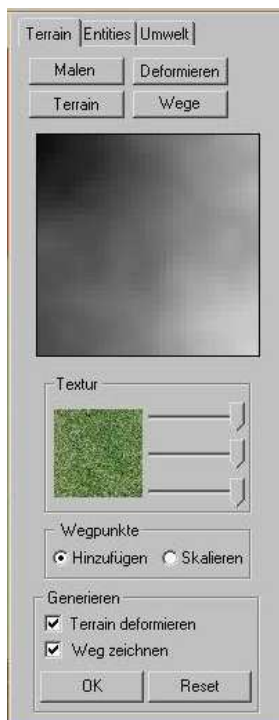 Terrain Entities Umwelt
Malen Deformieren
Terrain Wege
Textur
Wegpunkte
Hinzufügen Skalieren
Generieren
Terrain deformieren
Weg zeichnen
OK Reset